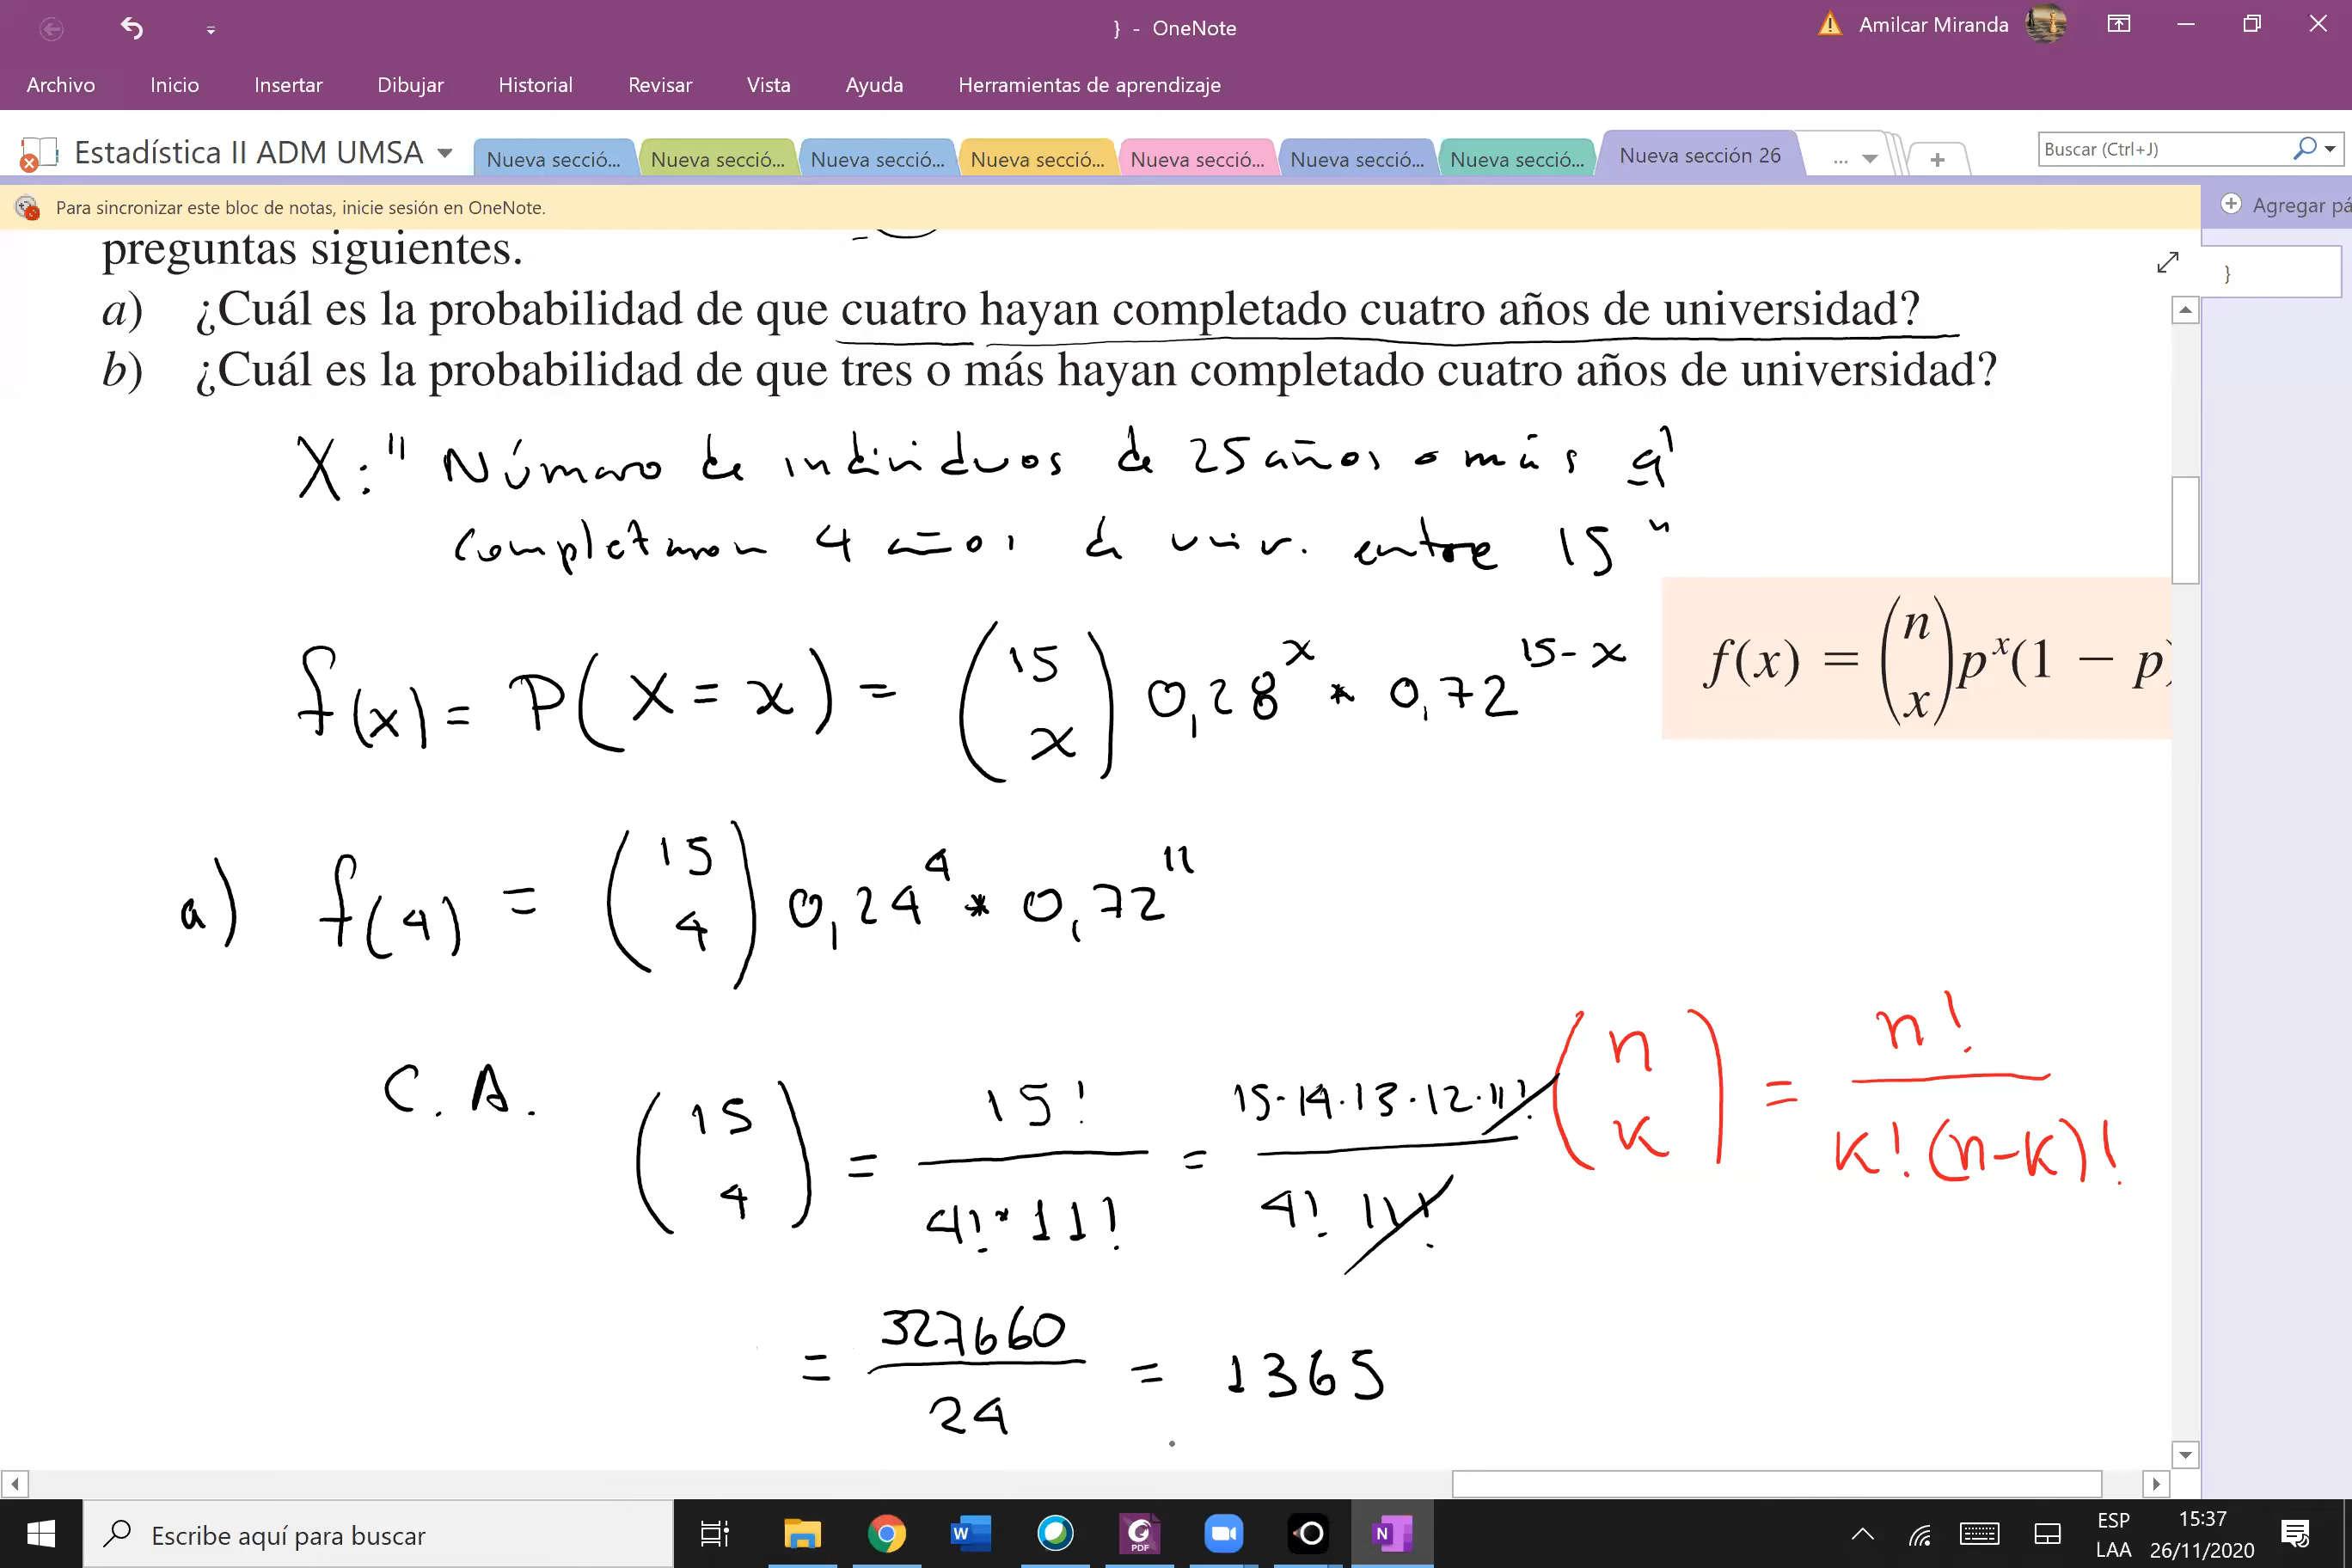 } - OneNote
Amilcar Miranda
Archivo Inicio Insertar Dibujar Historial Revisar Vista Ayuda Herramientas de aprendizaje
Estadística II ADM UMSA Nueva secció... Nueva secció... Nueva secció... Nueva secció... Nueva secció... Nueva secció... Nueva secció... Nueva sección 26 ... + Buscar (Ctrl+J)
Para sincronizar este bloc de notas, inicie sesión en OneNote.
Agregar pá
}
preguntas siguientes.
a) ¿Cuál es la probabilidad de que cuatro hayan completado cuatro años de universidad?
b) ¿Cuál es la probabilidad de que tres o más hayan completado cuatro años de universidad?
X: " Número de individuos de 25 años o más q'
completaron 4 años d univ. entre 15 "
f(x) = P(X = x) = (15 x) 0,28^x * 0,72^15-x
f(x) = (n x) p^x (1 − p)
a) f(4) = (15 4) 0,24^4 * 0,72^11
C.A. (15 4) = 15! / 4!*11! = 15·14·13·12·11! / 4! 11!
(n k) = n! / k!(n-k)!
= 327660 / 24 = 1365
Escribe aquí para buscar
ESP
LAA
15:37
26/11/2020